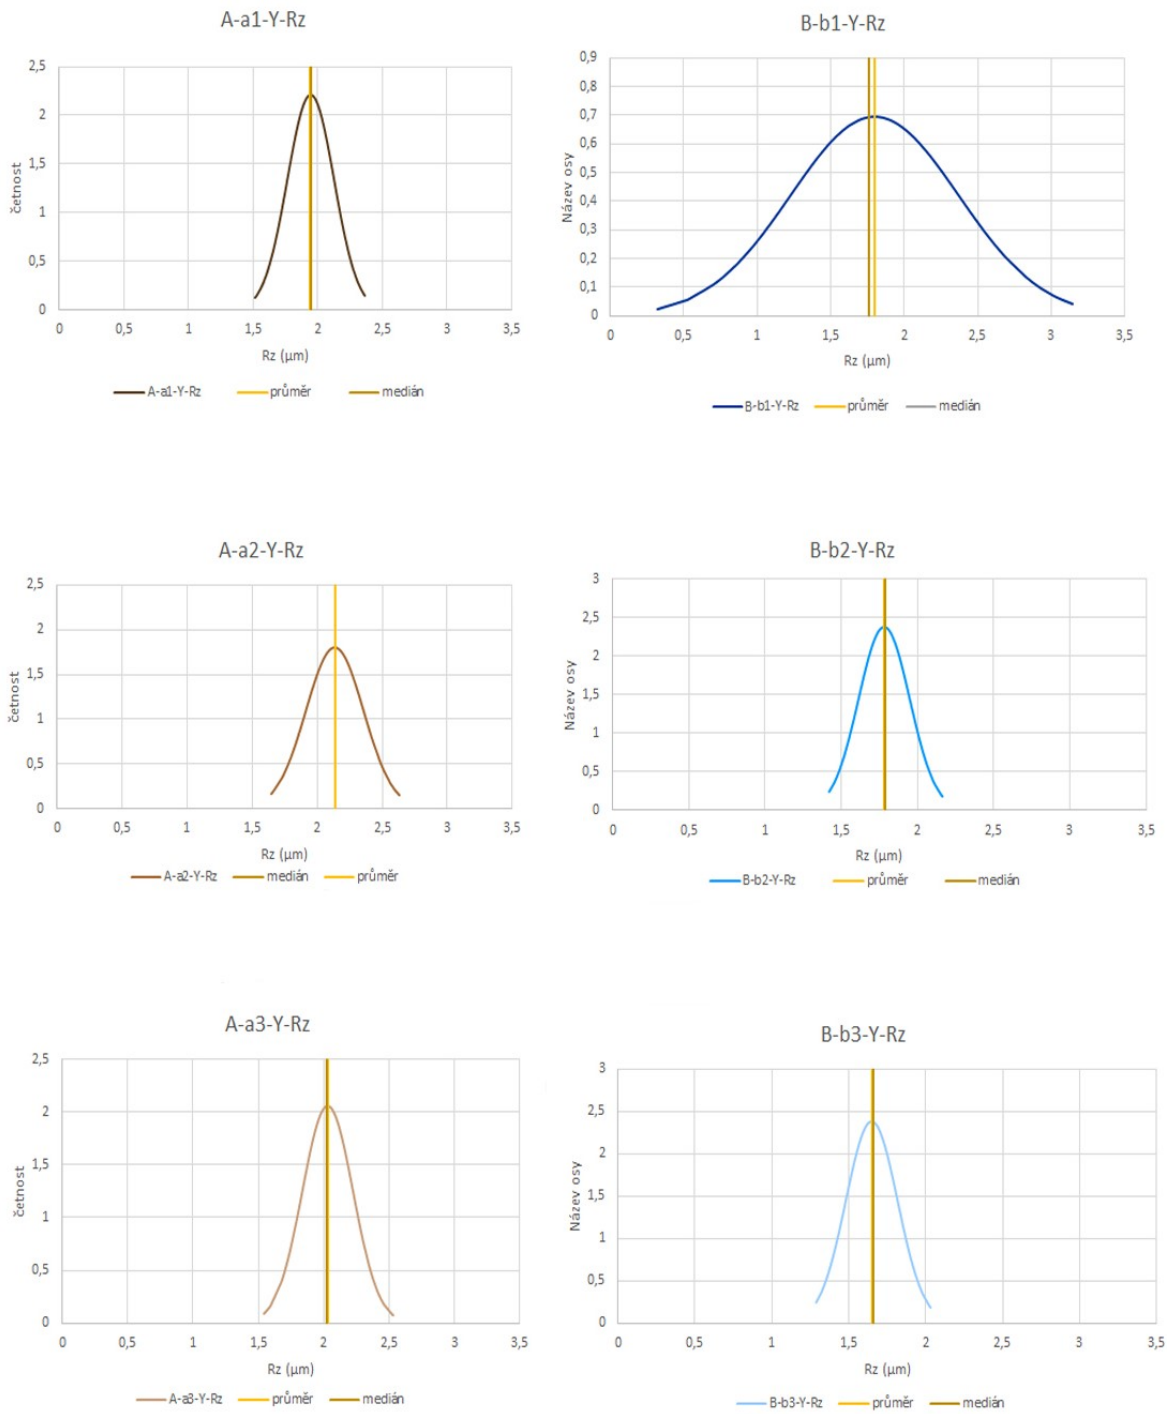 A-a1-Y-Rz
2,5
2
1,5
1
0,5
0
0 0,5 1 1,5 2 2,5 3 3,5
četnost
Rz (µm)
A-a1-Y-Rz průměr medián
B-b1-Y-Rz
0,9
0,8
0,7
0,6
0,5
0,4
0,3
0,2
0,1
0
0 0,5 1 1,5 2 2,5 3 3,5
Název osy
Rz (µm)
B-b1-Y-Rz průměr medián
A-a2-Y-Rz
2,5
2
1,5
1
0,5
0
0 0,5 1 1,5 2 2,5 3 3,5
četnost
Rz (µm)
A-a2-Y-Rz medián průměr
B-b2-Y-Rz
3
2,5
2
1,5
1
0,5
0
0 0,5 1 1,5 2 2,5 3 3,5
Název osy
Rz (µm)
B-b2-Y-Rz průměr medián
A-a3-Y-Rz
2,5
2
1,5
1
0,5
0
0 0,5 1 1,5 2 2,5 3 3,5
četnost
Rz (µm)
A-a3-Y-Rz průměr medián
B-b3-Y-Rz
3
2,5
2
1,5
1
0,5
0
0 0,5 1 1,5 2 2,5 3 3,5
Název osy
Rz (µm)
B-b3-Y-Rz průměr medián